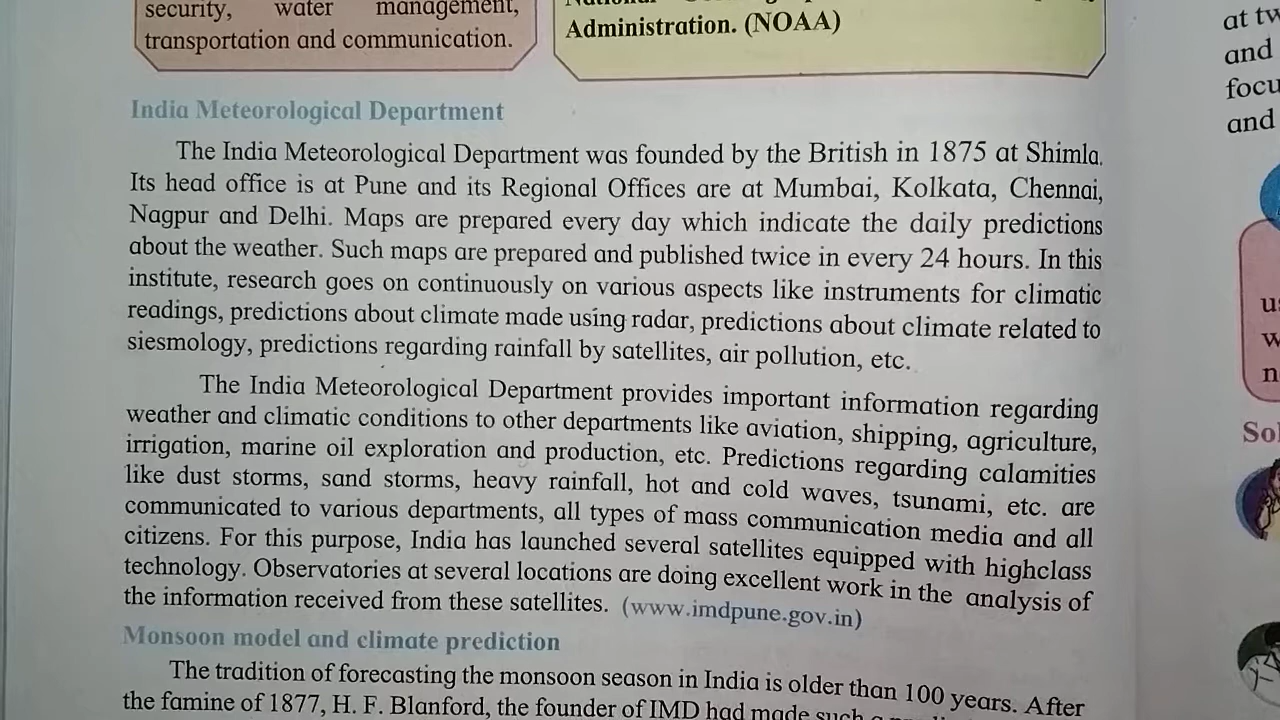 security, water management,
transportation and communication.
Administration. (NOAA)
India Meteorological Department
The India Meteorological Department was founded by the British in 1875 at Shimla.
Its head office is at Pune and its Regional Offices are at Mumbai, Kolkata, Chennai,
Nagpur and Delhi. Maps are prepared every day which indicate the daily predictions
about the weather. Such maps are prepared and published twice in every 24 hours. In this
institute, research goes on continuously on various aspects like instruments for climatic
readings, predictions about climate made using radar, predictions about climate related to
siesmology, predictions regarding rainfall by satellites, air pollution, etc.
The India Meteorological Department provides important information regarding
weather and climatic conditions to other departments like aviation, shipping, agriculture,
irrigation, marine oil exploration and production, etc. Predictions regarding calamities
like dust storms, sand storms, heavy rainfall, hot and cold waves, tsunami, etc. are
communicated to various departments, all types of mass communication media and all
citizens. For this purpose, India has launched several satellites equipped with highclass
technology. Observatories at several locations are doing excellent work in the analysis of
the information received from these satellites. (www.imdpune.gov.in)
Monsoon model and climate prediction
The tradition of forecasting the monsoon season in India is older than 100 years. After
the famine of 1877, H. F. Blanford, the founder of IMD had made such a
at tw
and
focu
and
u
w
n
Sol